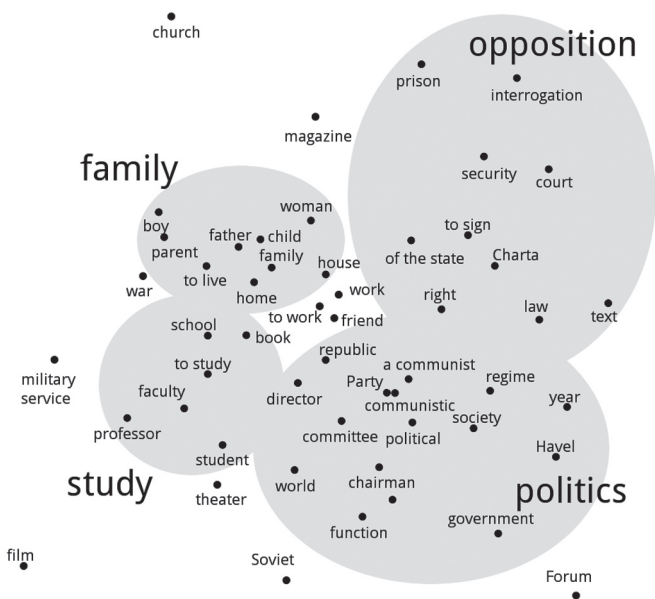 church
opposition
prison
interrogation
magazine
family
security
court
woman
boy
to sign
father
child
parent
of the state
Charta
family
house
to live
war
work
home
right
law
text
to work
friend
school
book
republic
to study
a communist
military
service
Party
regime
faculty
director
communistic
year
society
professor
committee
political
Havel
student
study
world
chairman
politics
theater
government
function
film
Soviet
Forum